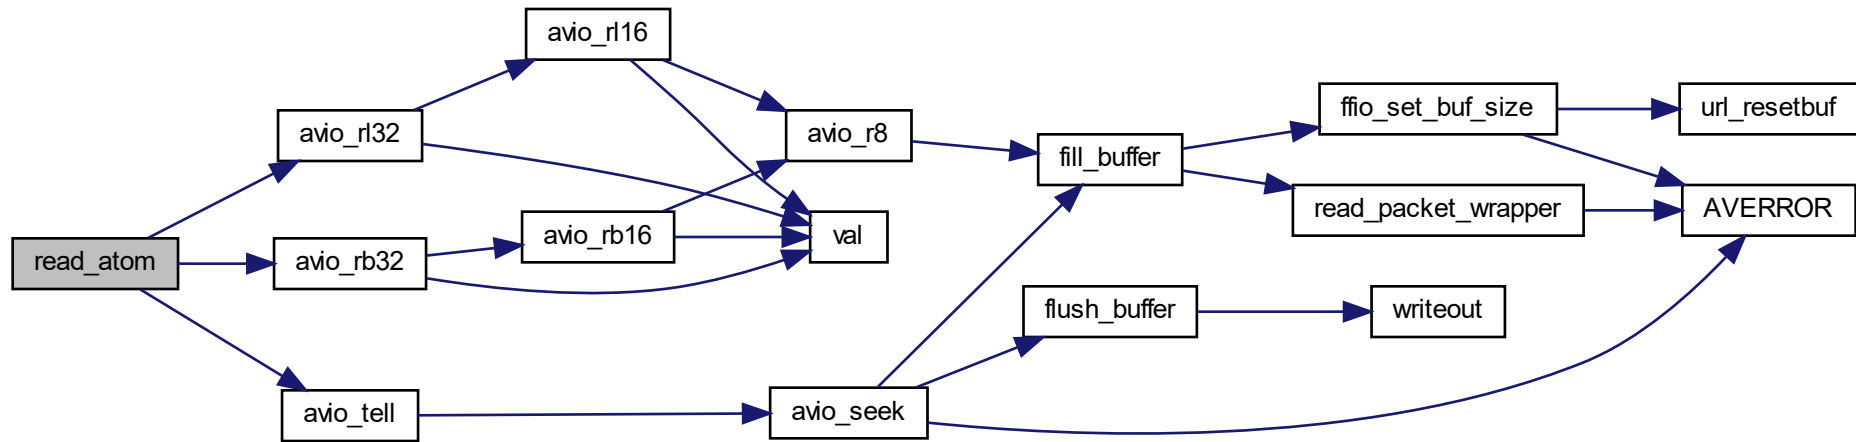 avio_rl16
avio_rl32
avio_r8
ffio_set_buf_size
url_resetbuf
fill_buffer
read_packet_wrapper
AVERROR
read_atom
avio_rb32
avio_rb16
val
flush_buffer
writeout
avio_tell
avio_seek